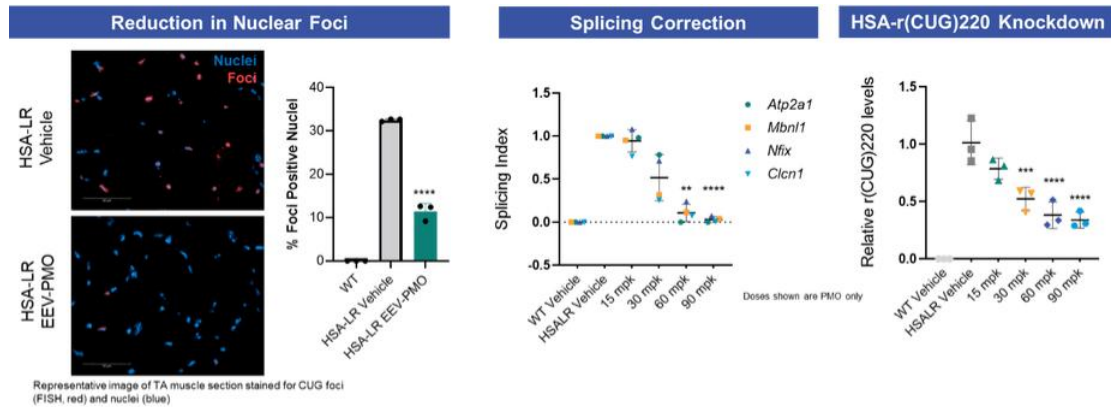 Reduction in Nuclear Foci
HSA-LR
Vehicle
Nuclei
Foci
HSA-LR
EEV-PMO
Representative image of TA muscle section stained for CUG foci
(FISH, red) and nuclei (blue)
% Foci Positive Nuclei
40
30
20
10
0
****
WT
HSA-LR Vehicle
HSA-LR EEV-PMO
Splicing Correction
Splicing Index
1.5
1.0
0.5
0.0
-0.5
** ****
WT Vehicle
HSALR Vehicle
15 mpk
30 mpk
60 mpk
90 mpk
Atp2a1
Mbnl1
Nfix
Clcn1
Doses shown are PMO only
HSA-r(CUG)220 Knockdown
Relative r(CUG)220 levels
1.5
1.0
0.5
0.0
*** **** ****
WT Vehicle
HSALR Vehicle
15 mpk
30 mpk
60 mpk
90 mpk